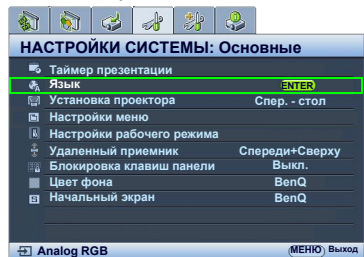 НАСТРОЙКИ СИСТЕМЫ: Основные
Таймер презентации
Язык ENTER
Установка проектора Спер. - стол
Настройки меню
Настройки рабочего режима
Удаленный приемник Спереди+Сверху
Блокировка клавиш панели Выкл.
Цвет фона BenQ
Начальный экран BenQ
Analog RGB МЕНЮ Выход